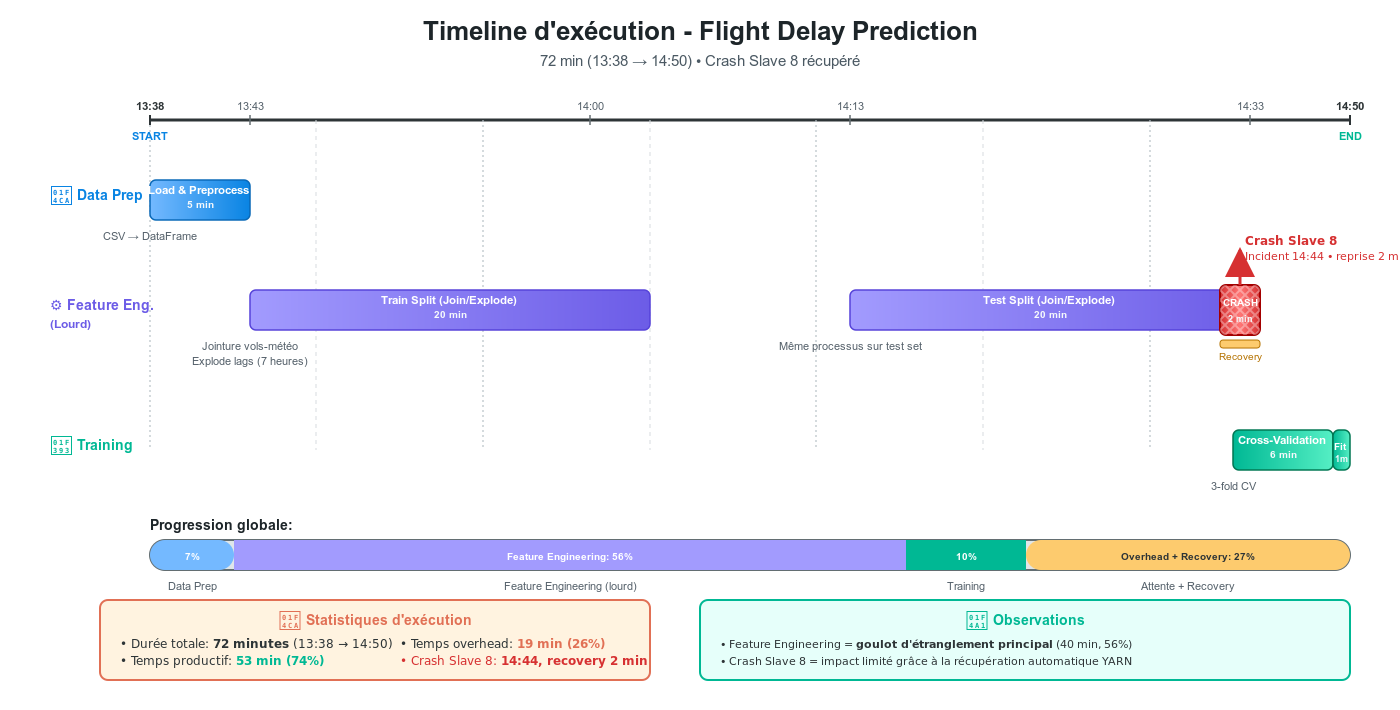 Timeline d'exécution - Flight Delay Prediction
72 min (13:38 → 14:50) • Crash Slave 8 récupéré
13:38 13:43 14:00 14:13 14:33 14:50
START END
Data Prep
Load & Preprocess
5 min
CSV → DataFrame
Crash Slave 8
Incident 14:44 • reprise 2 m
⚙ Feature Eng.
(Lourd)
Train Split (Join/Explode)
20 min
Jointure vols-météo
Explode lags (7 heures)
Test Split (Join/Explode)
20 min
Même processus sur test set
CRASH
2 min
Recovery
Training
Cross-Validation
6 min
Fit
1m
3-fold CV
Progression globale:
7% Feature Engineering: 56% 10% Overhead + Recovery: 27%
Data Prep Feature Engineering (lourd) Training Attente + Recovery
Statistiques d'exécution
• Durée totale: 72 minutes (13:38 → 14:50) • Temps overhead: 19 min (26%)
• Temps productif: 53 min (74%) • Crash Slave 8: 14:44, recovery 2 min
Observations
• Feature Engineering = goulot d'étranglement principal (40 min, 56%)
• Crash Slave 8 = impact limité grâce à la récupération automatique YARN